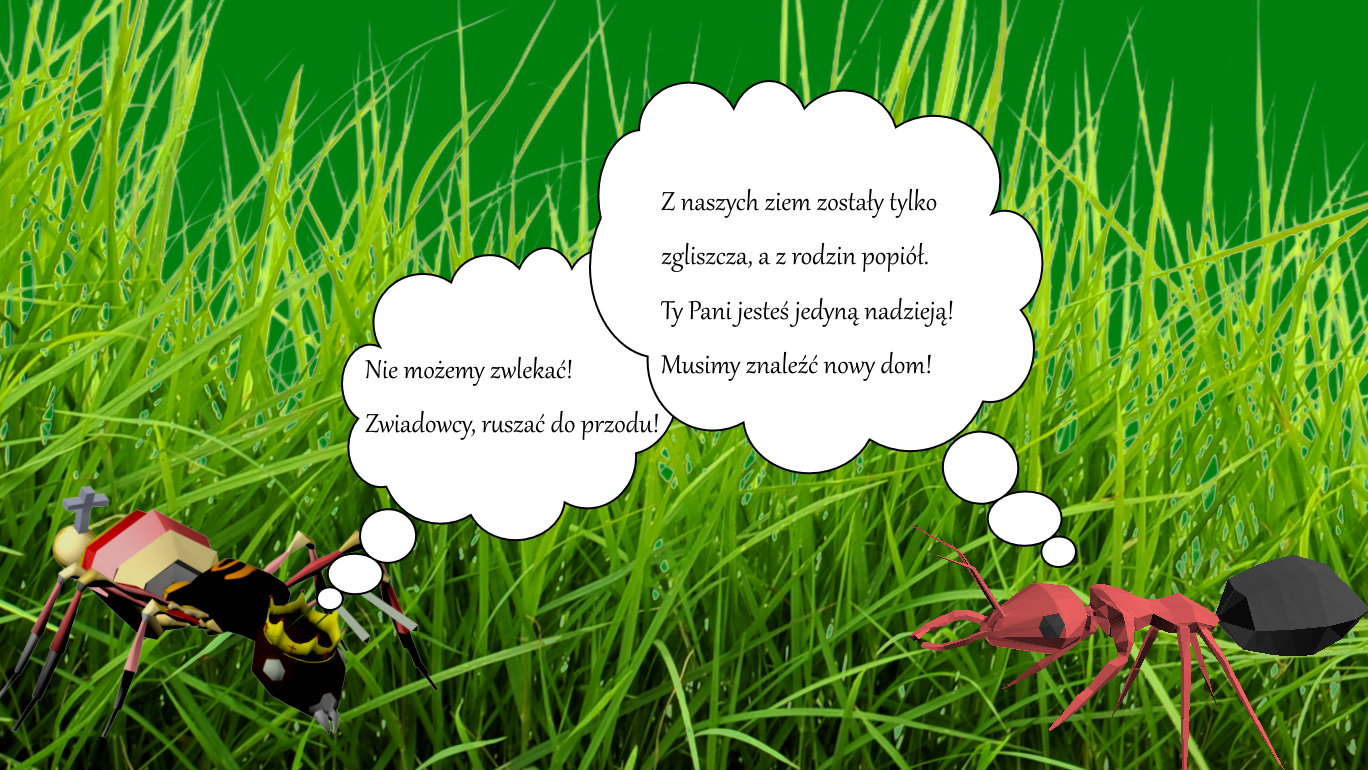 Z naszych ziem zostały tylko
zgliszcza, a z rodzin popiół.
Ty Pani jesteś jedyną nadzieją!
Musimy znaleźć nowy dom!
Nie możemy zwlekać!
Zwiadowcy, ruszać do przodu!